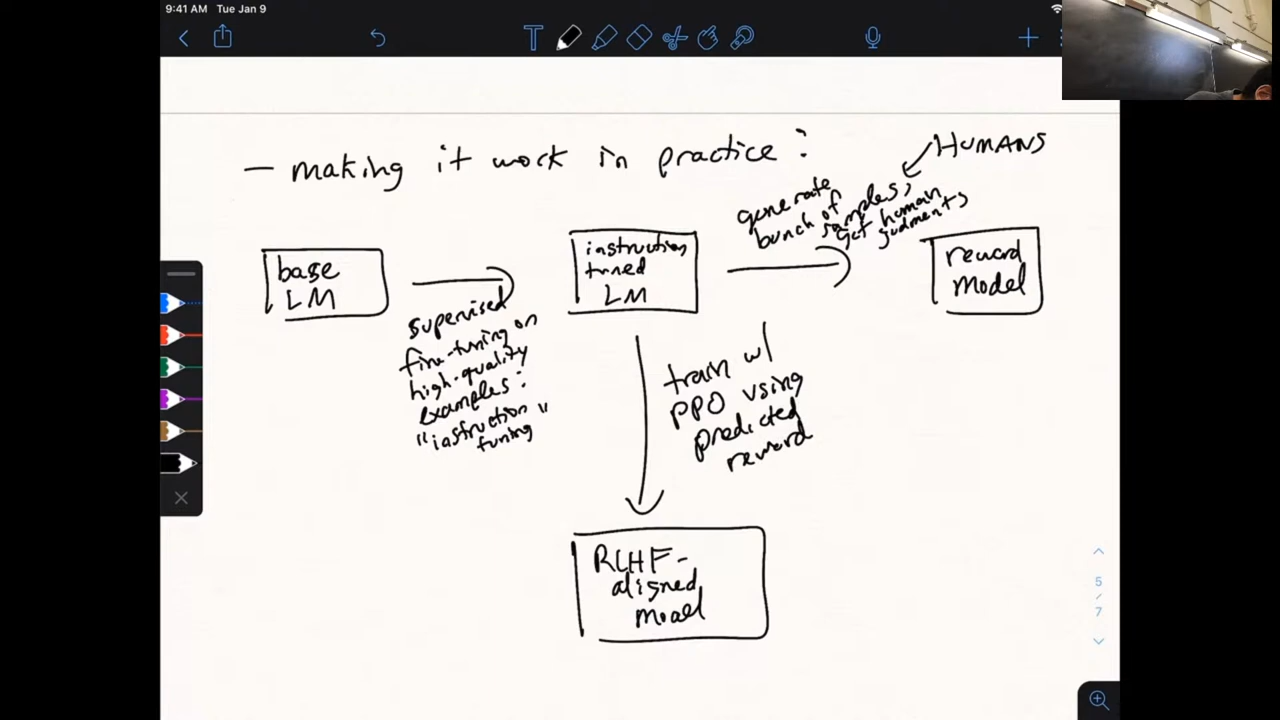 9:41 AM Tue Jan 9
- making it work in practice:
HUMANS
generate
bunch of samples,
get human
judments
base
LM
instruction
tuned
LM
reward
model
supervised
fine-tuning on
high-quality
examples:
"instruction"
tuning
train w/
PPO using
predicted
reward
RLHF-
aligned
model
5
/
7